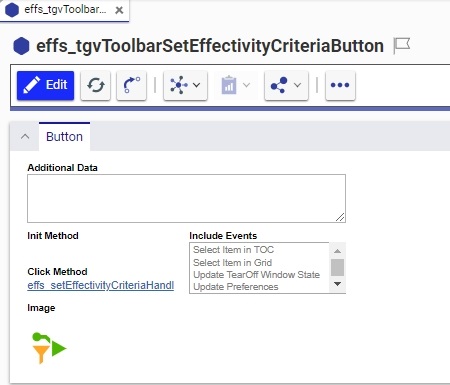 effs_tgvToolbar...
effs_tgvToolbarSetEffectivityCriteriaButton
Edit
Button
Additional Data
Init Method
Include Events
Select Item in TOC
Select Item in Grid
Update TearOff Window State
Update Preferences
Click Method
effs_setEffectivityCriteriaHandl
Image